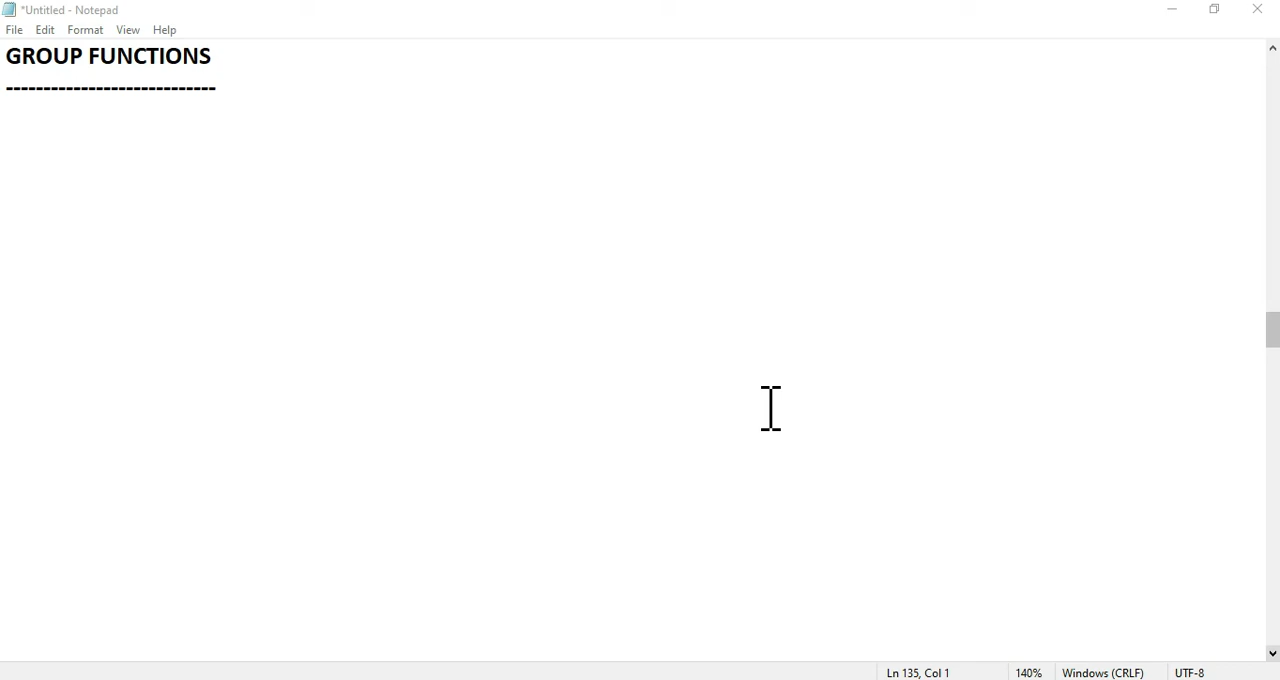 *Untitled - Notepad
File Edit Format View Help
GROUP FUNCTIONS
----------------------------
Ln 135, Col 1 140% Windows (CRLF) UTF-8